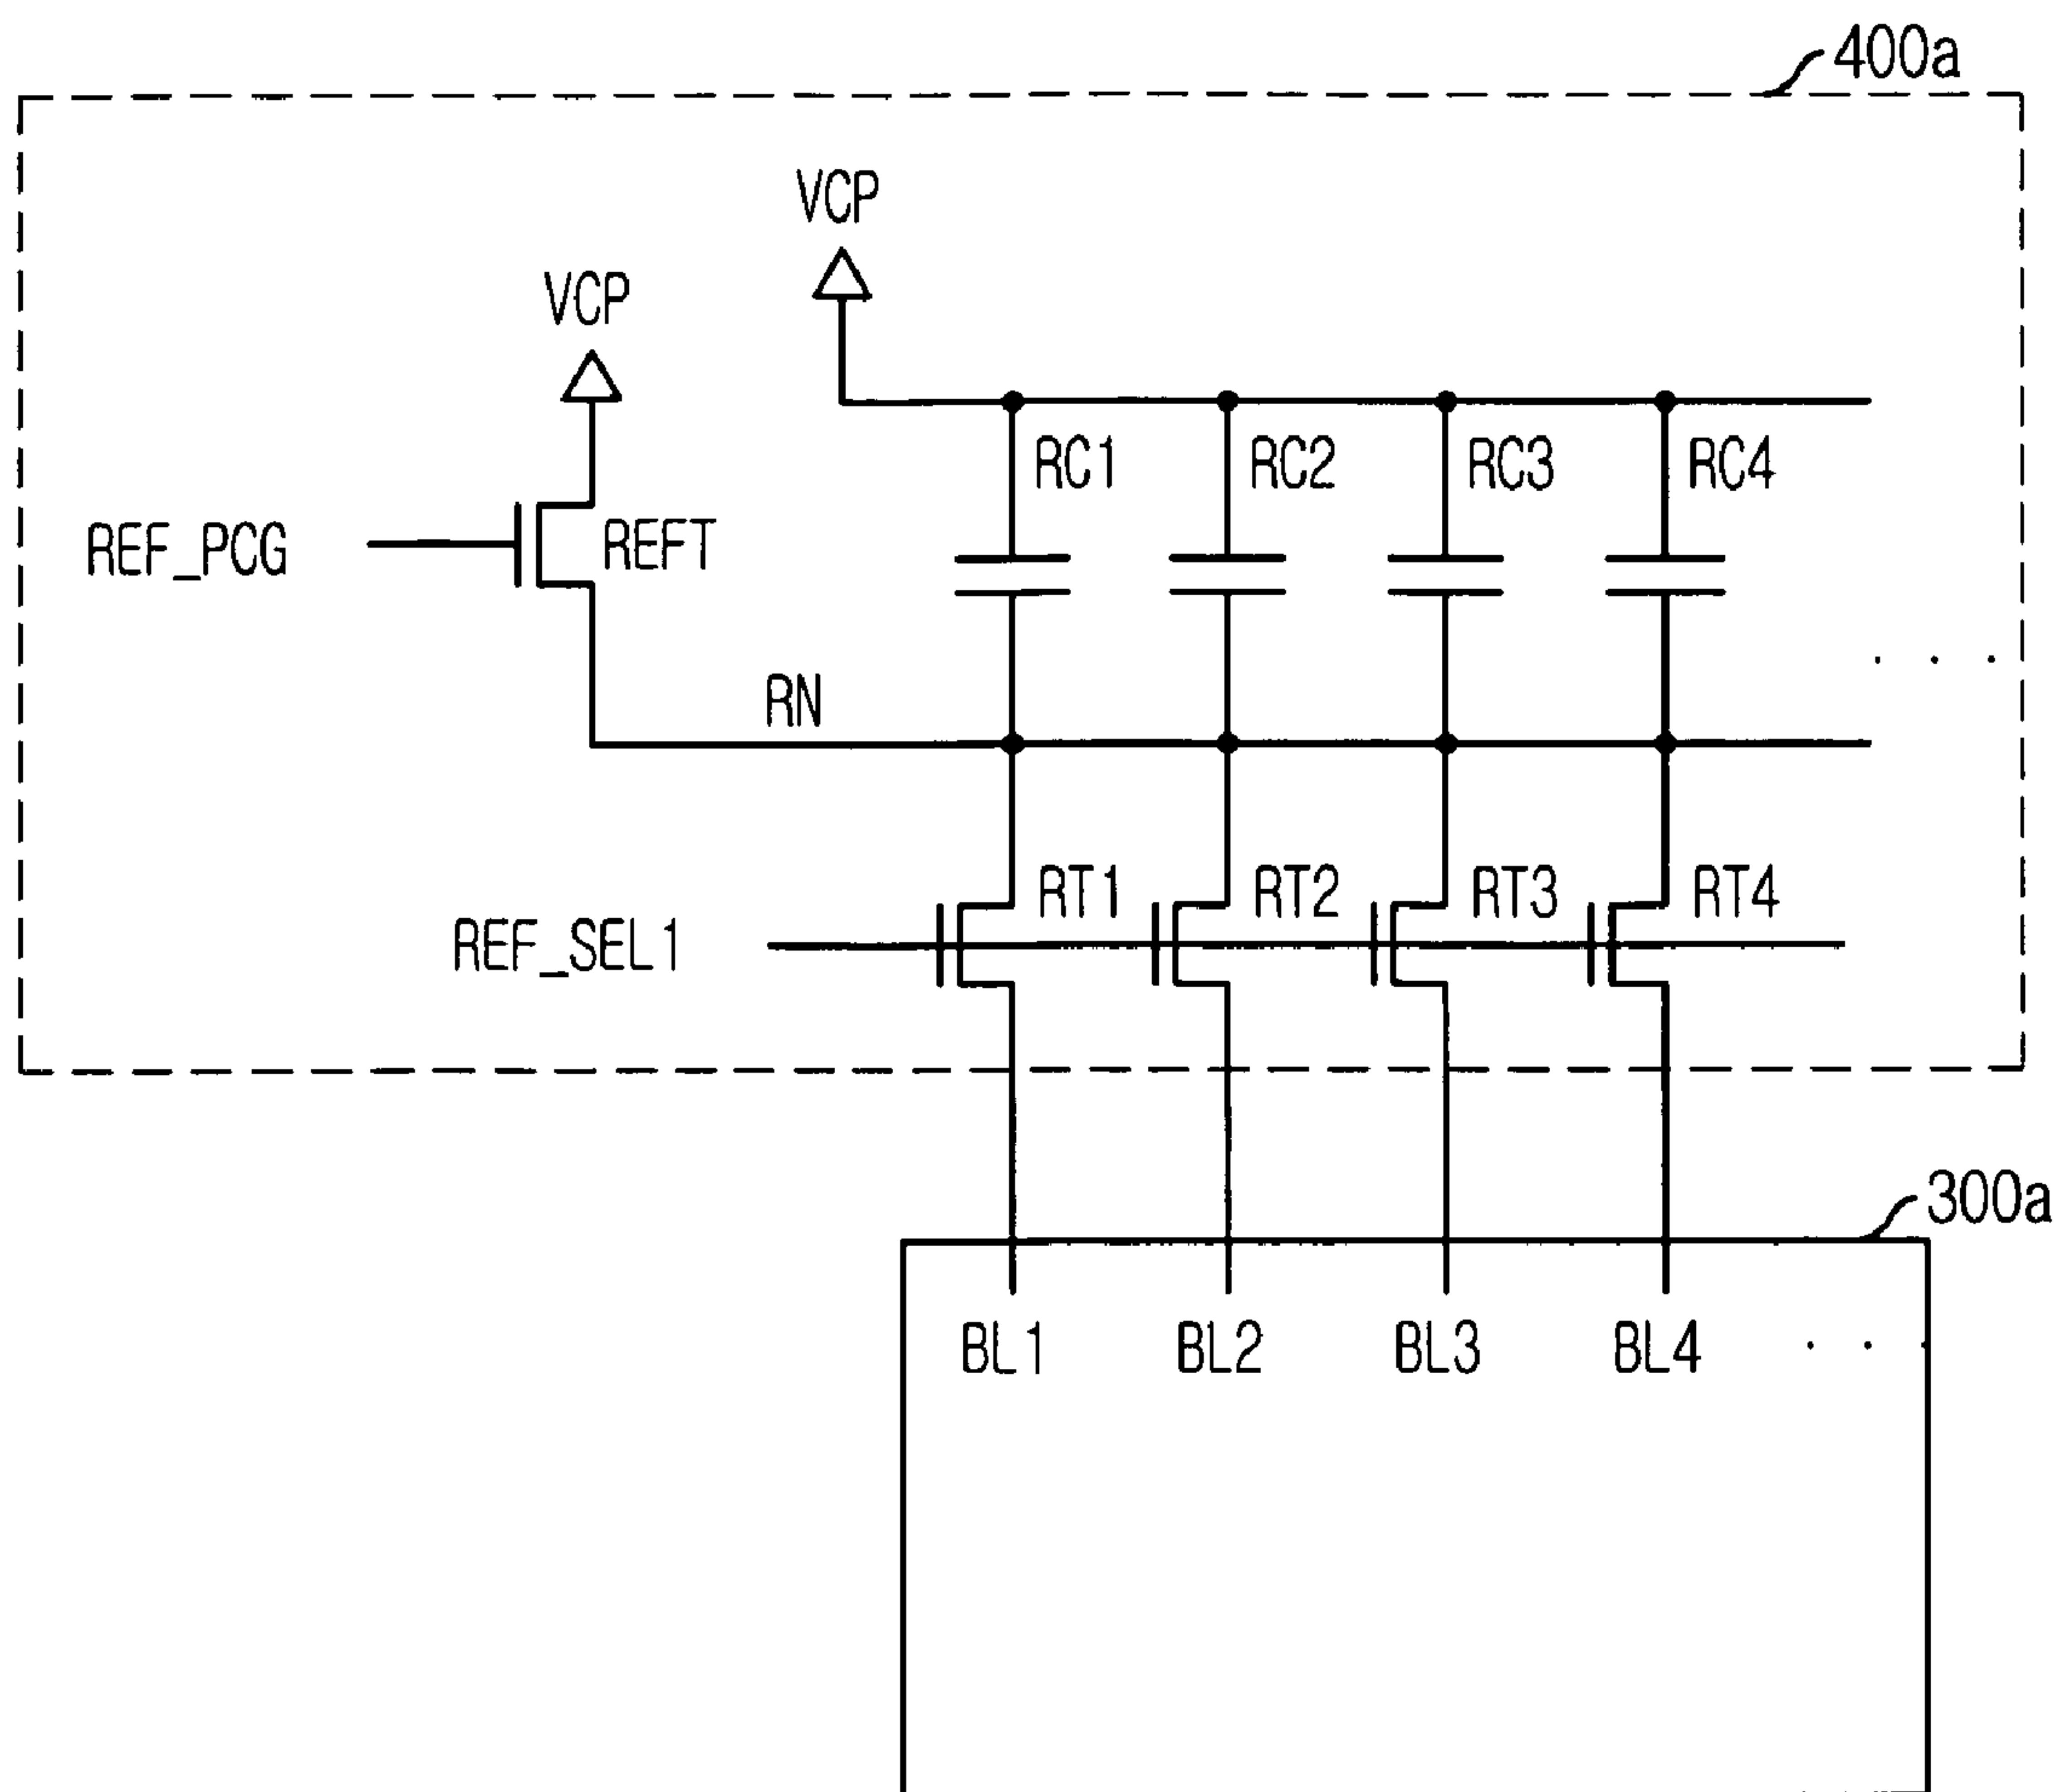 400a
VCP
VCP
RC1 RC2 RC3 RC4
REF_PCG REFT
. . .
RN
RT1 RT2 RT3 RT4
REF_SEL1
300a
BL1 BL2 BL3 BL4 . . .